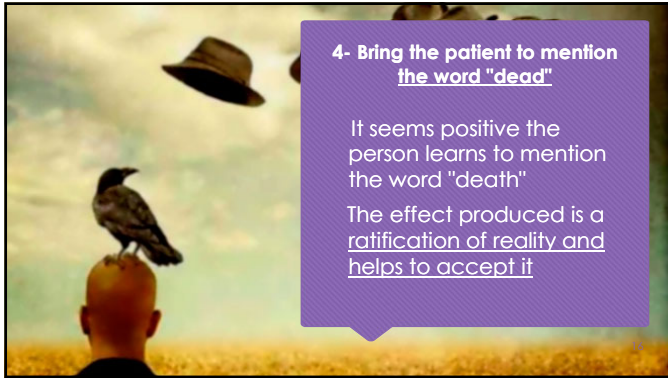 4- Bring the patient to mention
the word "dead"
It seems positive the
person learns to mention
the word "death"
The effect produced is a
ratification of reality and
helps to accept it